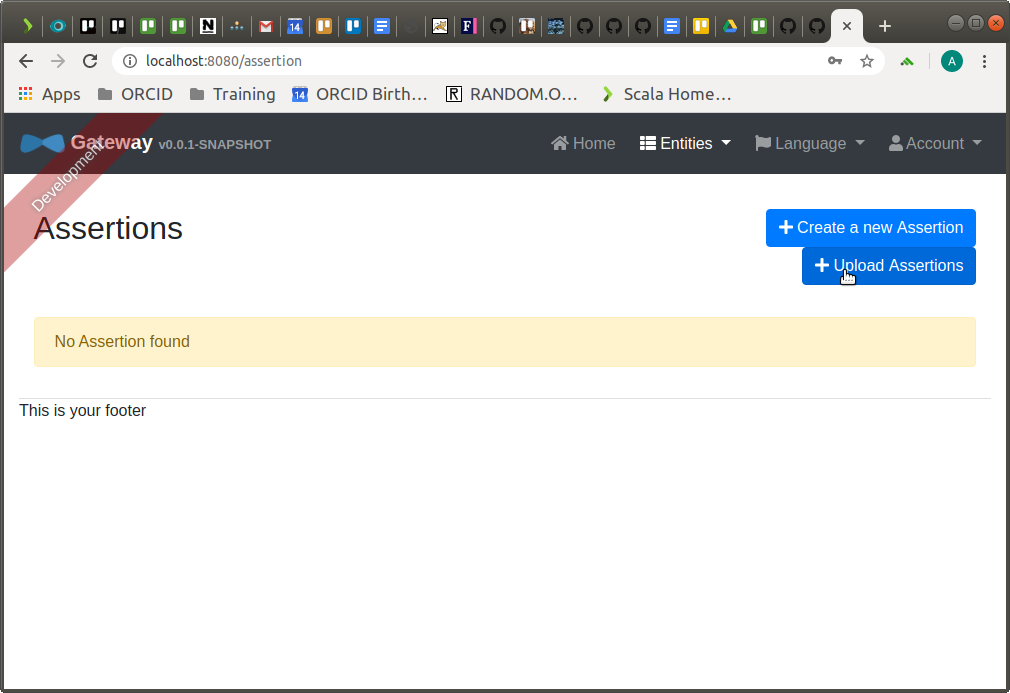 localhost:8080/assertion
A
Apps ORCID Training 14 ORCID Birth... R RANDOM.O... Scala Home...
Gateway v0.0.1-SNAPSHOT Home Entities Language Account
Development
Assertions
Create a new Assertion
Upload Assertions
No Assertion found
This is your footer